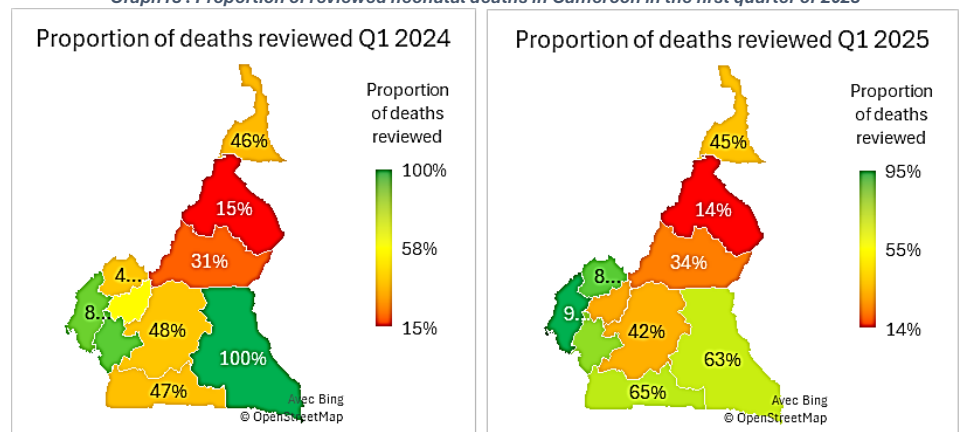 Proportion of deaths reviewed Q1 2024
Proportion
of deaths
reviewed
100%
58%
15%
46%
15%
31%
4...
8...
48%
100%
47%
Avec Bing
© OpenStreetMap
Proportion of deaths reviewed Q1 2025
Proportion
of deaths
reviewed
95%
55%
14%
45%
14%
34%
8...
9...
42%
63%
65%
Avec Bing
© OpenStreetMap